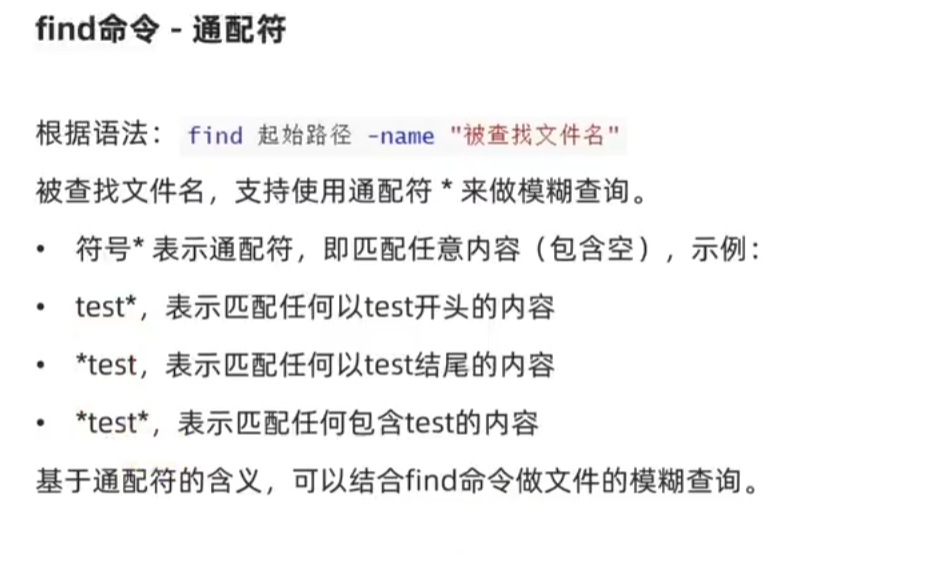 find命令 - 通配符
根据语法： find 起始路径 -name "被查找文件名"
被查找文件名，支持使用通配符 * 来做模糊查询。
• 符号* 表示通配符，即匹配任意内容（包含空），示例：
• test*，表示匹配任何以test开头的内容
• *test，表示匹配任何以test结尾的内容
• *test*，表示匹配任何包含test的内容
基于通配符的含义，可以结合find命令做文件的模糊查询。